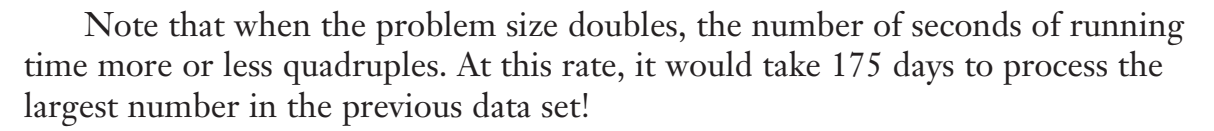 Note that when the problem size doubles, the number of seconds of running
time more or less quadruples. At this rate, it would take 175 days to process the
largest number in the previous data set!